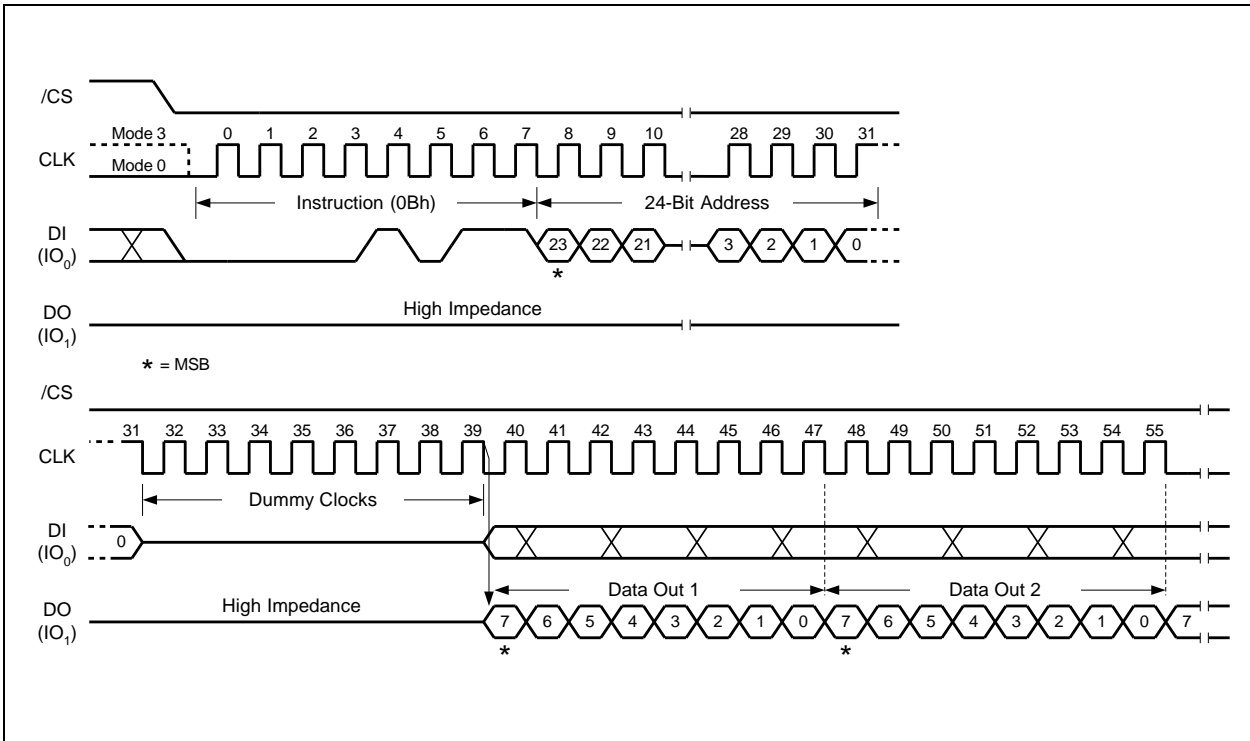 /CS
Mode 3 0 1 2 3 4 5 6 7 8 9 10 28 29 30 31
CLK Mode 0
Instruction (0Bh) 24-Bit Address
DI
(IO0) 23 22 21 3 2 1 0
*
High Impedance
DO
(IO1)
* = MSB
/CS
31 32 33 34 35 36 37 38 39 40 41 42 43 44 45 46 47 48 49 50 51 52 53 54 55
CLK
Dummy Clocks
DI
(IO0) 0
Data Out 1 Data Out 2
High Impedance
DO
(IO1) 7 6 5 4 3 2 1 0 7 6 5 4 3 2 1 0 7
* *